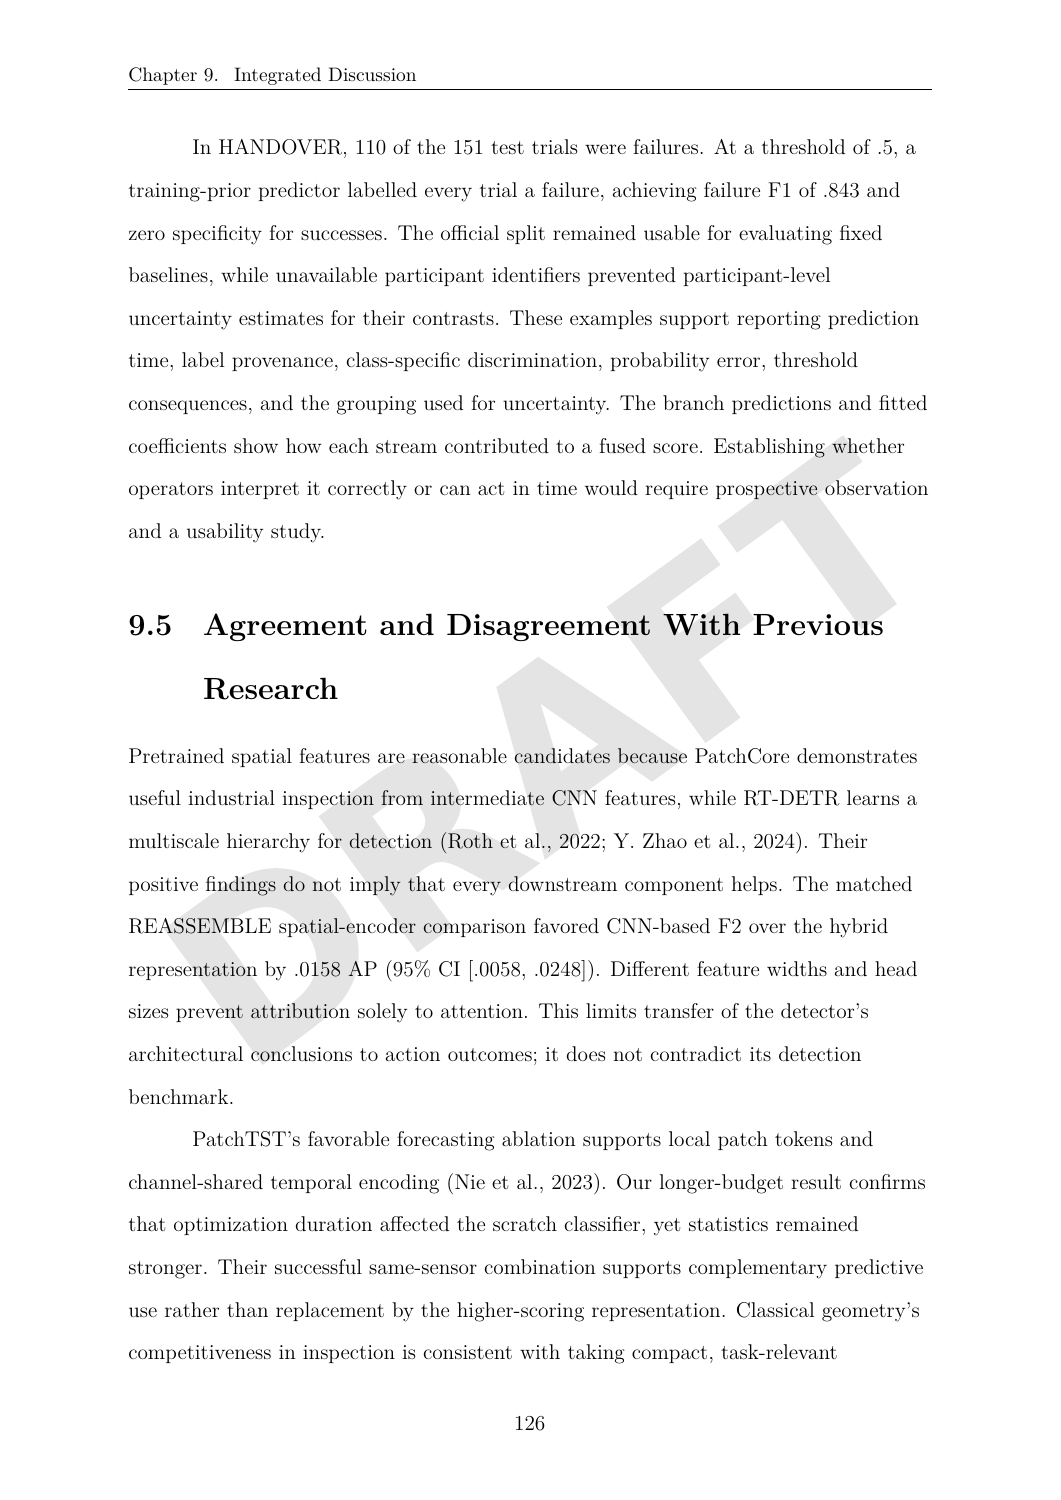 Chapter 9. Integrated Discussion
In HANDOVER, 110 of the 151 test trials were failures. At a threshold of .5, a
training-prior predictor labelled every trial a failure, achieving failure F1 of .843 and
zero specificity for successes. The official split remained usable for evaluating fixed
baselines, while unavailable participant identifiers prevented participant-level
uncertainty estimates for their contrasts. These examples support reporting prediction
time, label provenance, class-specific discrimination, probability error, threshold
consequences, and the grouping used for uncertainty. The branch predictions and fitted
coefficients show how each stream contributed to a fused score. Establishing whether
operators interpret it correctly or can act in time would require prospective observation
and a usability study.
9.5 Agreement and Disagreement With Previous
Research
Pretrained spatial features are reasonable candidates because PatchCore demonstrates
useful industrial inspection from intermediate CNN features, while RT-DETR learns a
multiscale hierarchy for detection (Roth et al., 2022; Y. Zhao et al., 2024). Their
positive findings do not imply that every downstream component helps. The matched
REASSEMBLE spatial-encoder comparison favored CNN-based F2 over the hybrid
representation by .0158 AP (95% CI [.0058, .0248]). Different feature widths and head
sizes prevent attribution solely to attention. This limits transfer of the detector's
architectural conclusions to action outcomes; it does not contradict its detection
benchmark.
PatchTST's favorable forecasting ablation supports local patch tokens and
channel-shared temporal encoding (Nie et al., 2023). Our longer-budget result confirms
that optimization duration affected the scratch classifier, yet statistics remained
stronger. Their successful same-sensor combination supports complementary predictive
use rather than replacement by the higher-scoring representation. Classical geometry's
competitiveness in inspection is consistent with taking compact, task-relevant
126
DRAFT